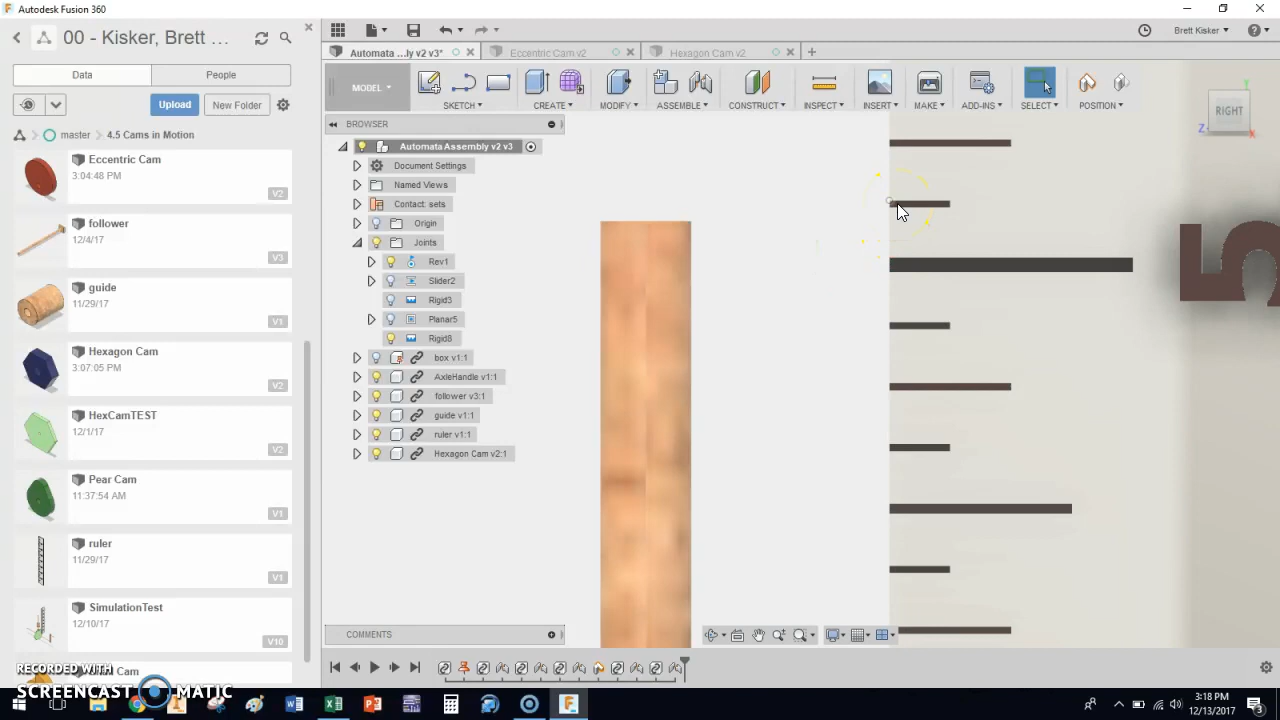 Autodesk Fusion 360
00 - Kisker, Brett ...
Data
People
Upload
New Folder
master
4.5 Cams in Motion
Eccentric Cam
3:04:48 PM
V2
follower
12/4/17
V3
guide
11/29/17
V1
Hexagon Cam
3:07:05 PM
V2
HexCamTEST
12/1/17
V2
Pear Cam
11:37:54 AM
V1
ruler
11/29/17
V1
SimulationTest
12/10/17
V10
Cam
Automata ...ly v2 v3*
Eccentric Cam v2
Hexagon Cam v2
Brett Kisker
MODEL
SKETCH
CREATE
MODIFY
ASSEMBLE
CONSTRUCT
INSPECT
INSERT
MAKE
ADD-INS
SELECT
POSITION
BROWSER
Automata Assembly v2 v3
Document Settings
Named Views
Contact: sets
Origin
Joints
Rev1
Slider2
Rigid3
Planar5
Rigid8
box v1:1
AxleHandle v1:1
follower v3:1
guide v1:1
ruler v1:1
Hexagon Cam v2:1
COMMENTS
RIGHT
Z
X
Y
5
RECORDED WITH
SCREENCAST MATIC
3:18 PM
12/13/2017
3